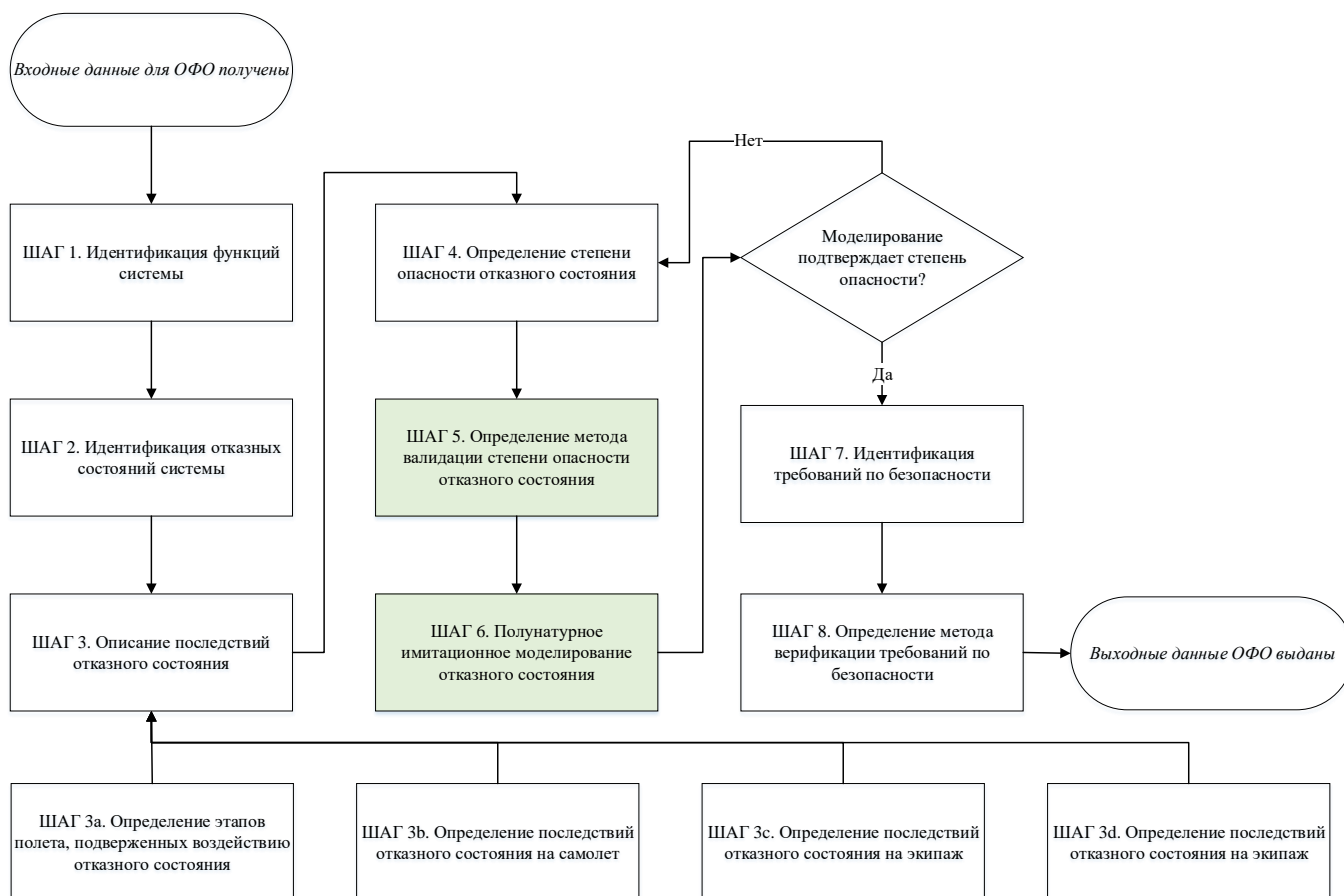 Входные данные для ОФО получены
ШАГ 1. Идентификация функций
системы
ШАГ 2. Идентификация отказных
состояний системы
ШАГ 3. Описание последствий
отказного состояния
ШАГ 3a. Определение этапов
полета, подверженных воздействию
отказного состояния
ШАГ 3b. Определение последствий
отказного состояния на самолет
ШАГ 3c. Определение последствий
отказного состояния на экипаж
ШАГ 3d. Определение последствий
отказного состояния на экипаж
ШАГ 4. Определение степени
опасности отказного состояния
ШАГ 5. Определение метода
валидации степени опасности
отказного состояния
ШАГ 6. Полунатурное
имитационное моделирование
отказного состояния
Моделирование
подтверждает степень
опасности?
Нет
Да
ШАГ 7. Идентификация
требований по безопасности
ШАГ 8. Определение метода
верификации требований по
безопасности
Выходные данные ОФО выданы